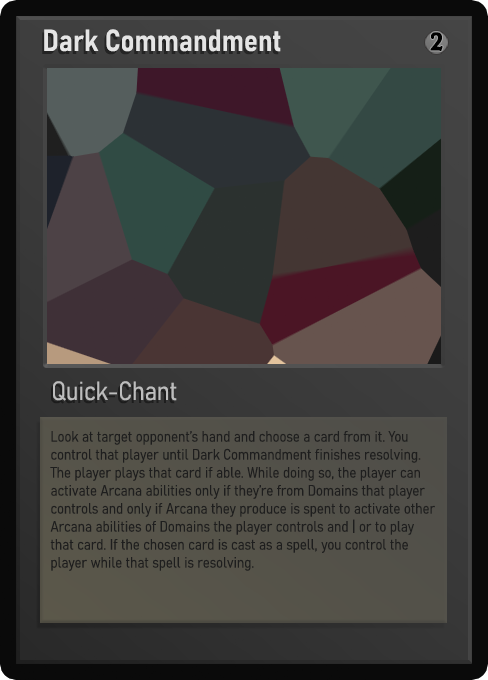 Dark Commandment 2
Quick-Chant
Look at target opponent's hand and choose a card from it. You
control that player until Dark Commandment finishes resolving.
The player plays that card if able. While doing so, the player can
activate Arcana abilities only if they're from Domains that player
controls and only if Arcana they produce is spent to activate other
Arcana abilities of Domains the player controls and | or to play
that card. If the chosen card is cast as a spell, you control the
player while that spell is resolving.